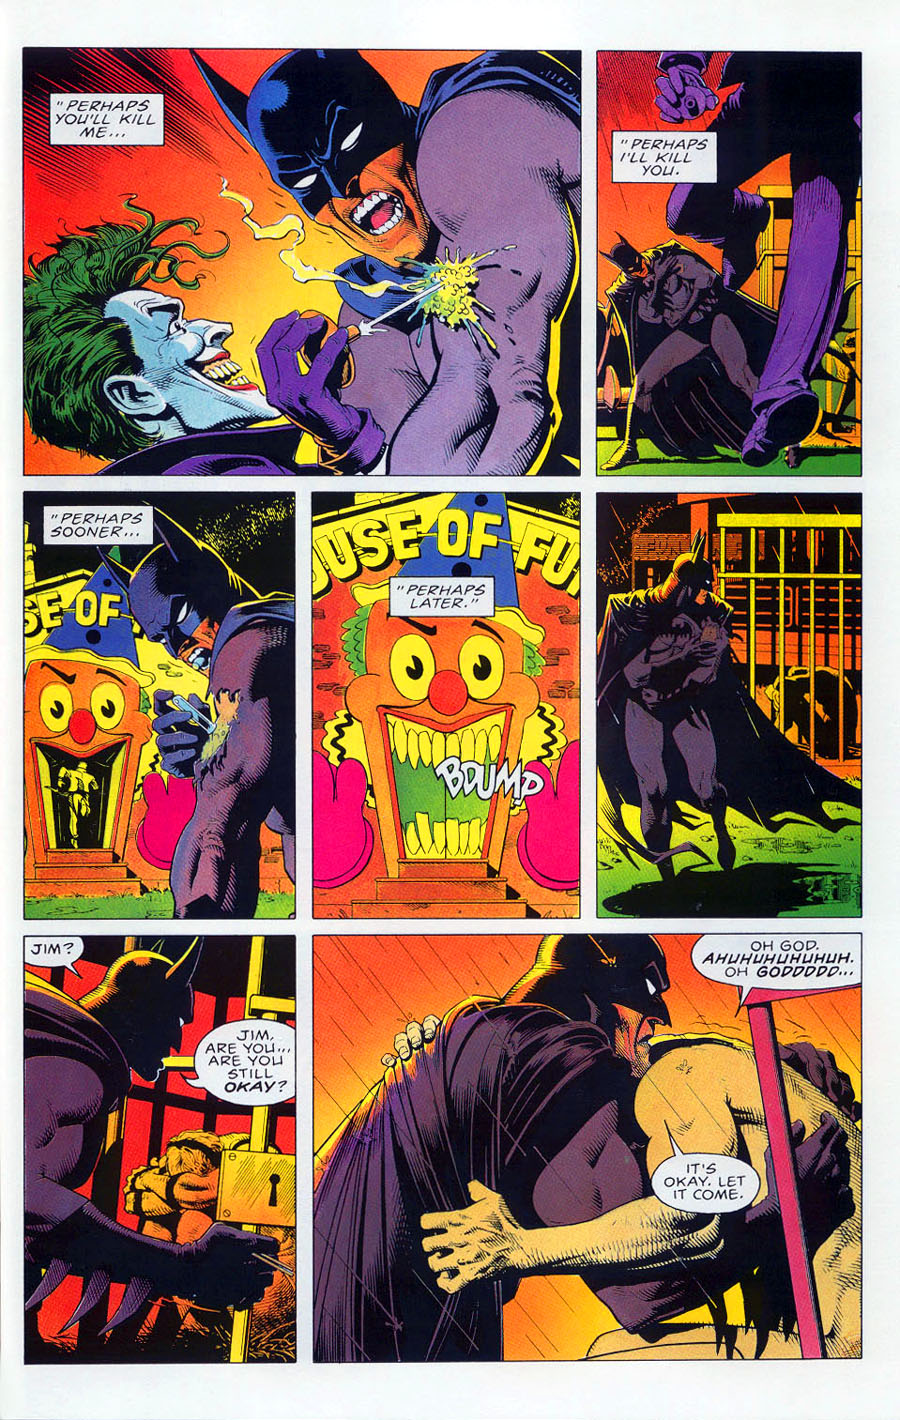 "PERHAPS
YOU'LL KILL
ME...
"PERHAPS
I'LL KILL
YOU.
"PERHAPS
SOONER...
SE OF
OUSE OF FU
"PERHAPS
LATER."
BDUMP
JIM?
JIM,
ARE YOU...
ARE YOU
STILL
OKAY?
OH GOD.
AHUHUHUHUHUH.
OH GODDDDD...
IT'S
OKAY. LET
IT COME.